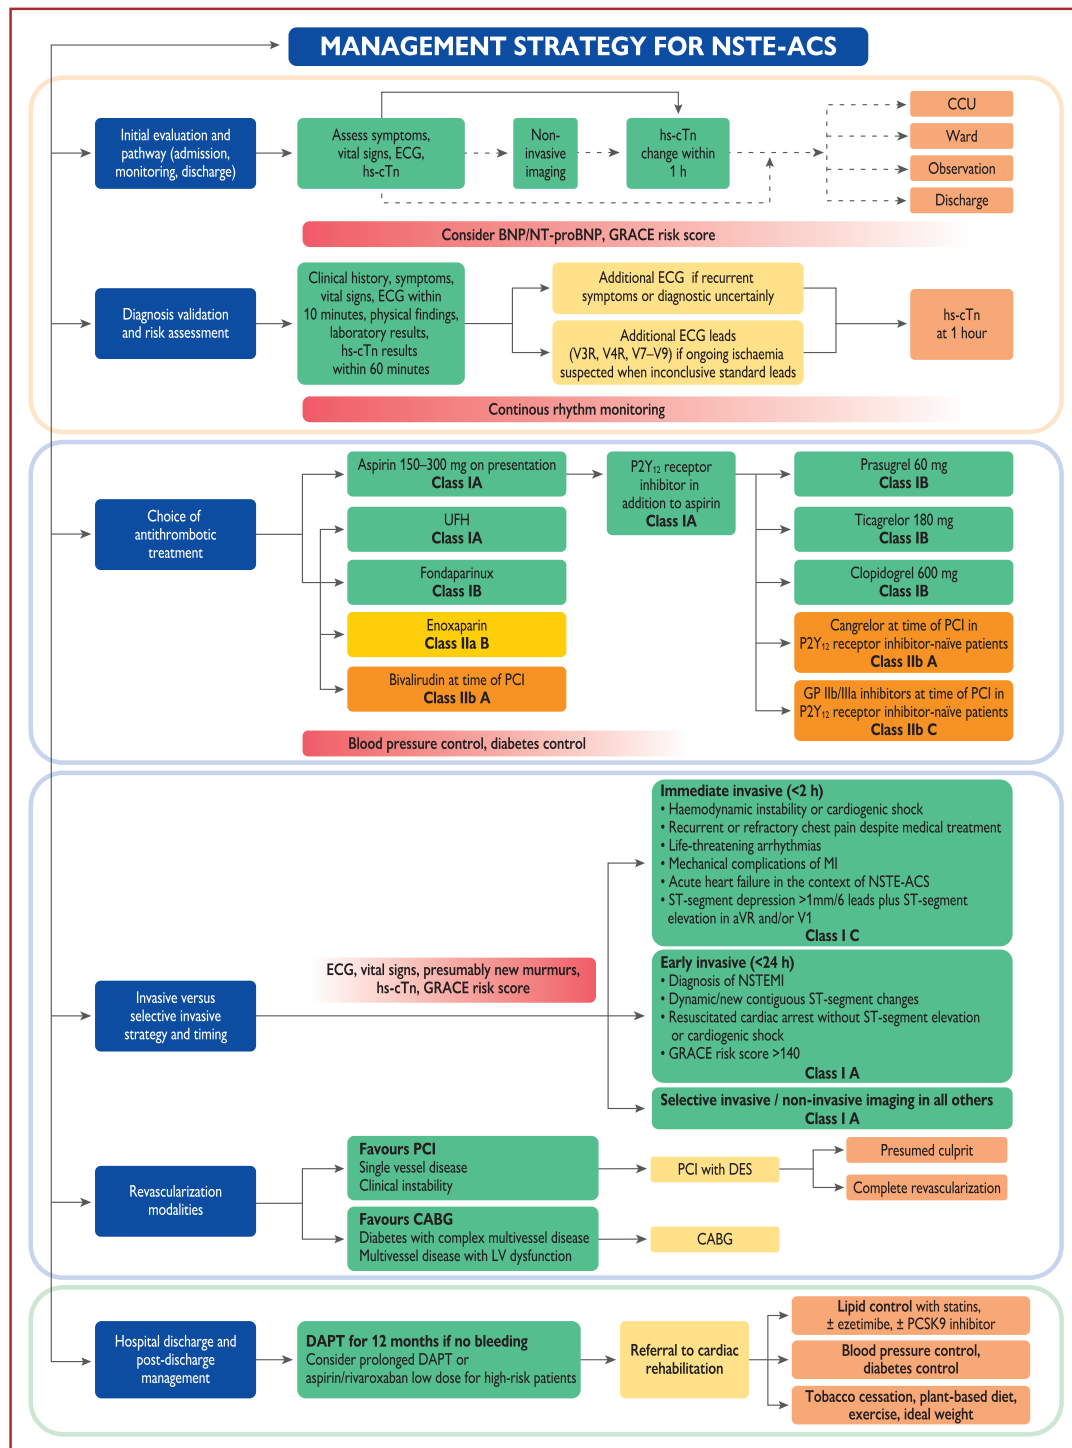 MANAGEMENT STRATEGY FOR NSTE-ACS
Initial evaluation and
pathway (admission,
monitoring, discharge)
Assess symptoms,
vital signs, ECG,
hs-cTn
Non-
invasive
imaging
hs-cTn
change within
1 h
CCU
Ward
Observation
Discharge
Consider BNP/NT-proBNP, GRACE risk score
Diagnosis validation
and risk assessment
Clinical history, symptoms,
vital signs, ECG within
10 minutes, physical findings,
laboratory results,
hs-cTn results
within 60 minutes
Additional ECG if recurrent
symptoms or diagnostic uncertainly
Additional ECG leads
(V3R, V4R, V7–V9) if ongoing ischaemia
suspected when inconclusive standard leads
hs-cTn
at 1 hour
Continous rhythm monitoring
Choice of
antithrombotic
treatment
Aspirin 150–300 mg on presentation
Class IA
UFH
Class IA
Fondaparinux
Class IB
Enoxaparin
Class IIa B
Bivalirudin at time of PCI
Class IIb A
P2Y12 receptor
inhibitor in
addition to aspirin
Class IA
Prasugrel 60 mg
Class IB
Ticagrelor 180 mg
Class IB
Clopidogrel 600 mg
Class IB
Cangrelor at time of PCI in
P2Y12 receptor inhibitor-naïve patients
Class IIb A
GP IIb/IIIa inhibitors at time of PCI in
P2Y12 receptor inhibitor-naïve patients
Class IIb C
Blood pressure control, diabetes control
Invasive versus
selective invasive
strategy and timing
ECG, vital signs, presumably new murmurs,
hs-cTn, GRACE risk score
Immediate invasive (<2 h)
• Haemodynamic instability or cardiogenic shock
• Recurrent or refractory chest pain despite medical treatment
• Life-threatening arrhythmias
• Mechanical complications of MI
• Acute heart failure in the context of NSTE-ACS
• ST-segment depression >1mm/6 leads plus ST-segment
elevation in aVR and/or V1
Class I C
Early invasive (<24 h)
• Diagnosis of NSTEMI
• Dynamic/new contiguous ST-segment changes
• Resuscitated cardiac arrest without ST-segment elevation
or cardiogenic shock
• GRACE risk score >140
Class I A
Selective invasive / non-invasive imaging in all others
Class I A
Revascularization
modalities
Favours PCI
Single vessel disease
Clinical instability
Favours CABG
Diabetes with complex multivessel disease
Multivessel disease with LV dysfunction
PCI with DES
CABG
Presumed culprit
Complete revascularization
Hospital discharge and
post-discharge
management
DAPT for 12 months if no bleeding
Consider prolonged DAPT or
aspirin/rivaroxaban low dose for high-risk patients
Referral to cardiac
rehabilitation
Lipid control with statins,
± ezetimibe, ± PCSK9 inhibitor
Blood pressure control,
diabetes control
Tobacco cessation, plant-based diet,
exercise, ideal weight